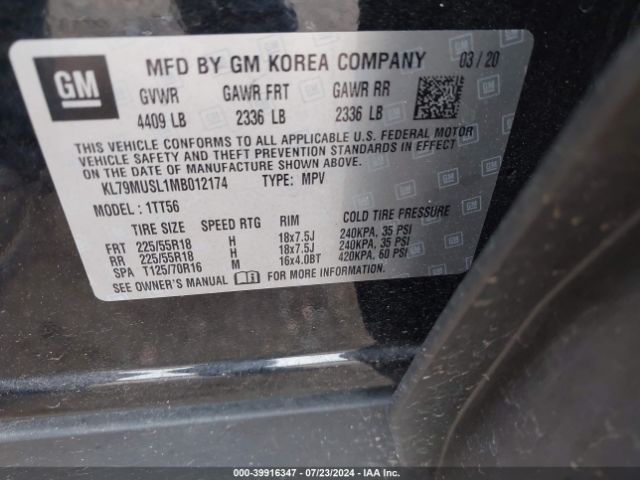 GM
MFD BY GM KOREA COMPANY 03/20
GVWR GAWR FRT GAWR RR
4409 LB 2336 LB 2336 LB
THIS VEHICLE CONFORMS TO ALL APPLICABLE U.S. FEDERAL MOTOR
VEHICLE SAFETY AND THEFT PREVENTION STANDARDS IN EFFECT
ON THE DATE OF MANUFACTURE SHOWN ABOVE.
KL79MUSL1MB012174 TYPE: MPV
MODEL: 1TT56
SPEED RTG RIM COLD TIRE PRESSURE
FRT 225/55R18 H 18x7.5J 240KPA, 35 PSI
RR 225/55R18 H 18x7.5J 240KPA, 35 PSI
SPA T125/70R16 M 16x4.0BT 420KPA, 60 PSI
SEE OWNER'S MANUAL FOR MORE INFORMATION.
000-39916347 / 07/23/2024 / IAA Inc.